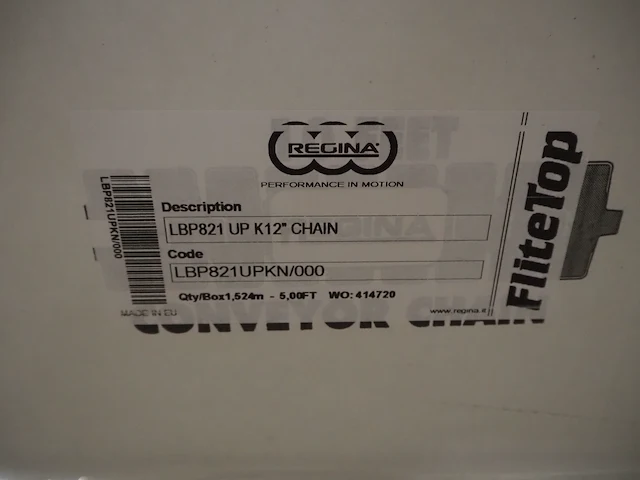 REGINA
PERFORMANCE IN MOTION
LBP821UPKN/000
MADE IN EU
Description
LBP821 UP K12" CHAIN
Code
LBP821UPKN/000
Qty/Box1,524m - 5,00FT WO: 414720
www.regina.it
FliteTop
CONVEYOR CHAIN